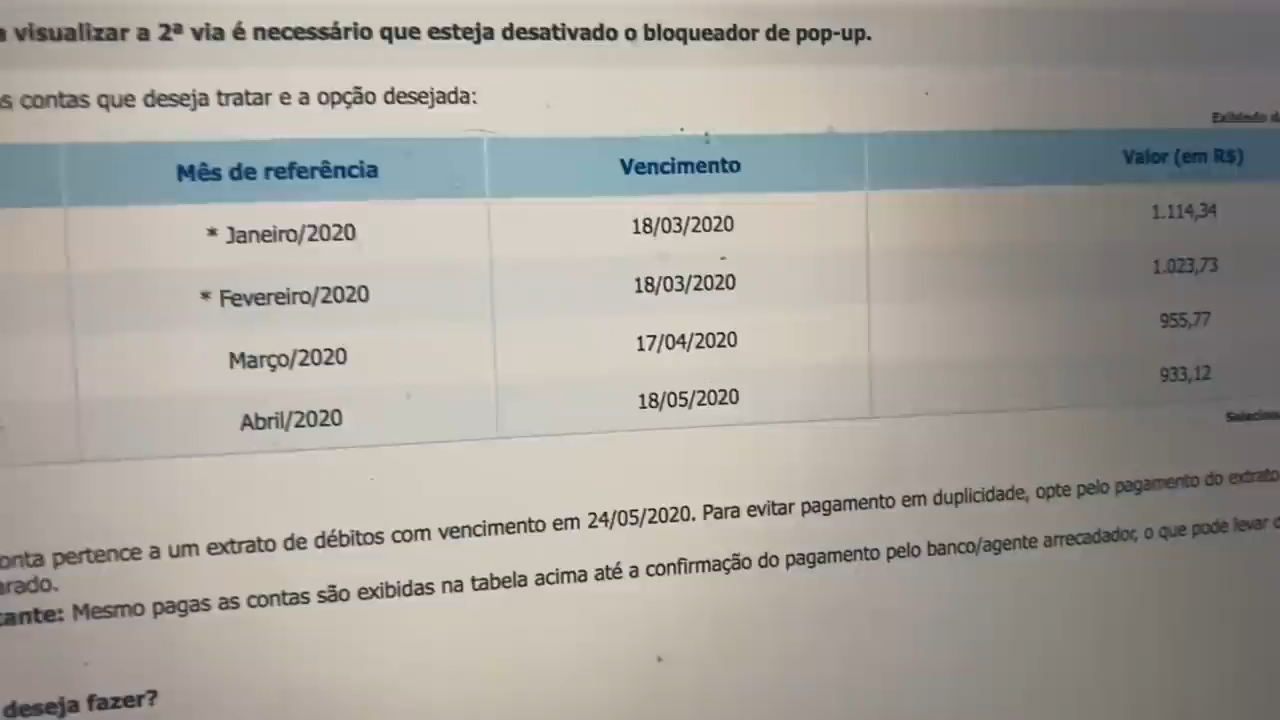 visualizar a 2ª via é necessário que esteja desativado o bloqueador de pop-up.
s contas que deseja tratar e a opção desejada:
Exibindo d
Mês de referência Vencimento Valor (em R$)
* Janeiro/2020 18/03/2020 1.114,34
* Fevereiro/2020 18/03/2020 1.023,73
Março/2020 17/04/2020 955,77
Abril/2020 18/05/2020 933,12
Selecion
onta pertence a um extrato de débitos com vencimento em 24/05/2020. Para evitar pagamento em duplicidade, opte pelo pagamento do extrato
arado.
tante: Mesmo pagas as contas são exibidas na tabela acima até a confirmação do pagamento pelo banco/agente arrecadador, o que pode levar
deseja fazer?